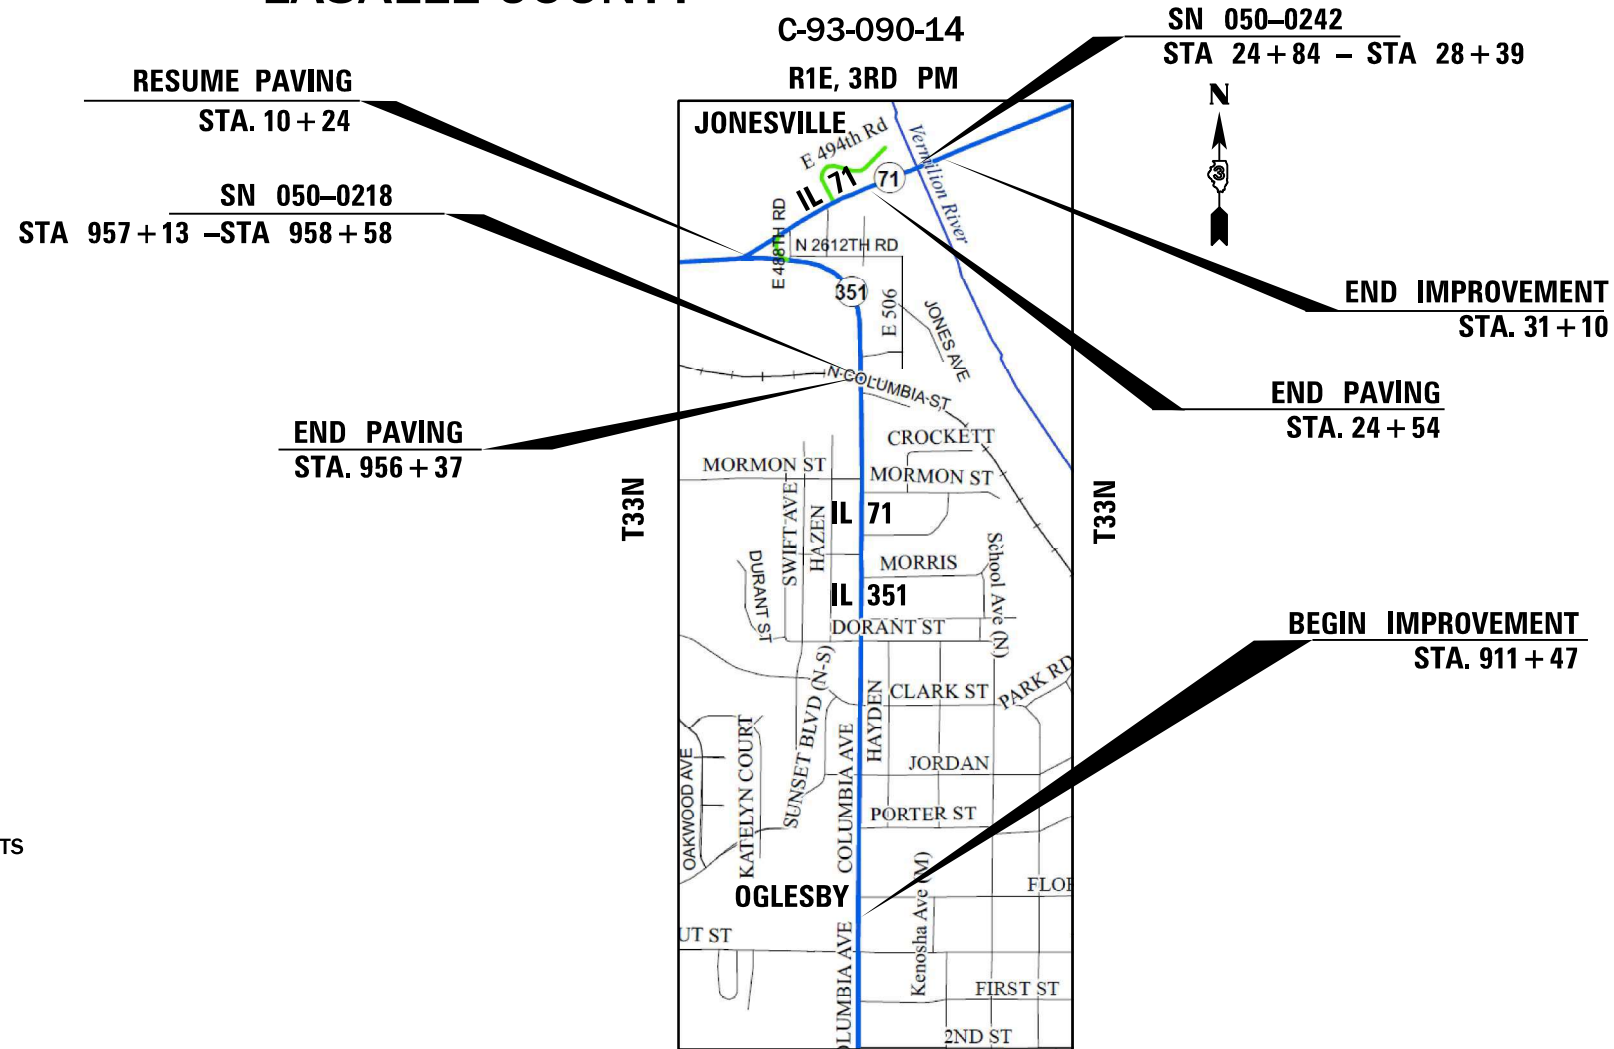 LASALLE COUNTY
C-93-090-14
R1E, 3RD PM
SN 050–0242
STA 24+84 – STA 28+39
RESUME PAVING
STA. 10+24
N
3
JONESVILLE
E 494th Rd
Vermilion River
IL 71
71
SN 050–0218
STA 957+13 –STA 958+58
E 488TH RD
N 2612TH RD
351
E 506
JONES AVE
END IMPROVEMENT
STA. 31+10
N COLUMBIA ST
END PAVING
STA. 24+54
END PAVING
STA. 956+37
CROCKETT
MORMON ST
MORMON ST
T33N
T33N
SWIFT AVE
HAZEN
IL 71
DURANT ST
MORRIS
School Ave (N)
IL 351
DORANT ST
BEGIN IMPROVEMENT
STA. 911+47
SUNSET BLVD (N-S)
HAYDEN
CLARK ST
PARK RD
OAKWOOD AVE
KATELYN COURT
COLUMBIA AVE
JORDAN
PORTER ST
TS
OGLESBY
Kenosha Ave (M)
FLO
UT ST
OLUMBIA AVE
FIRST ST
2ND ST